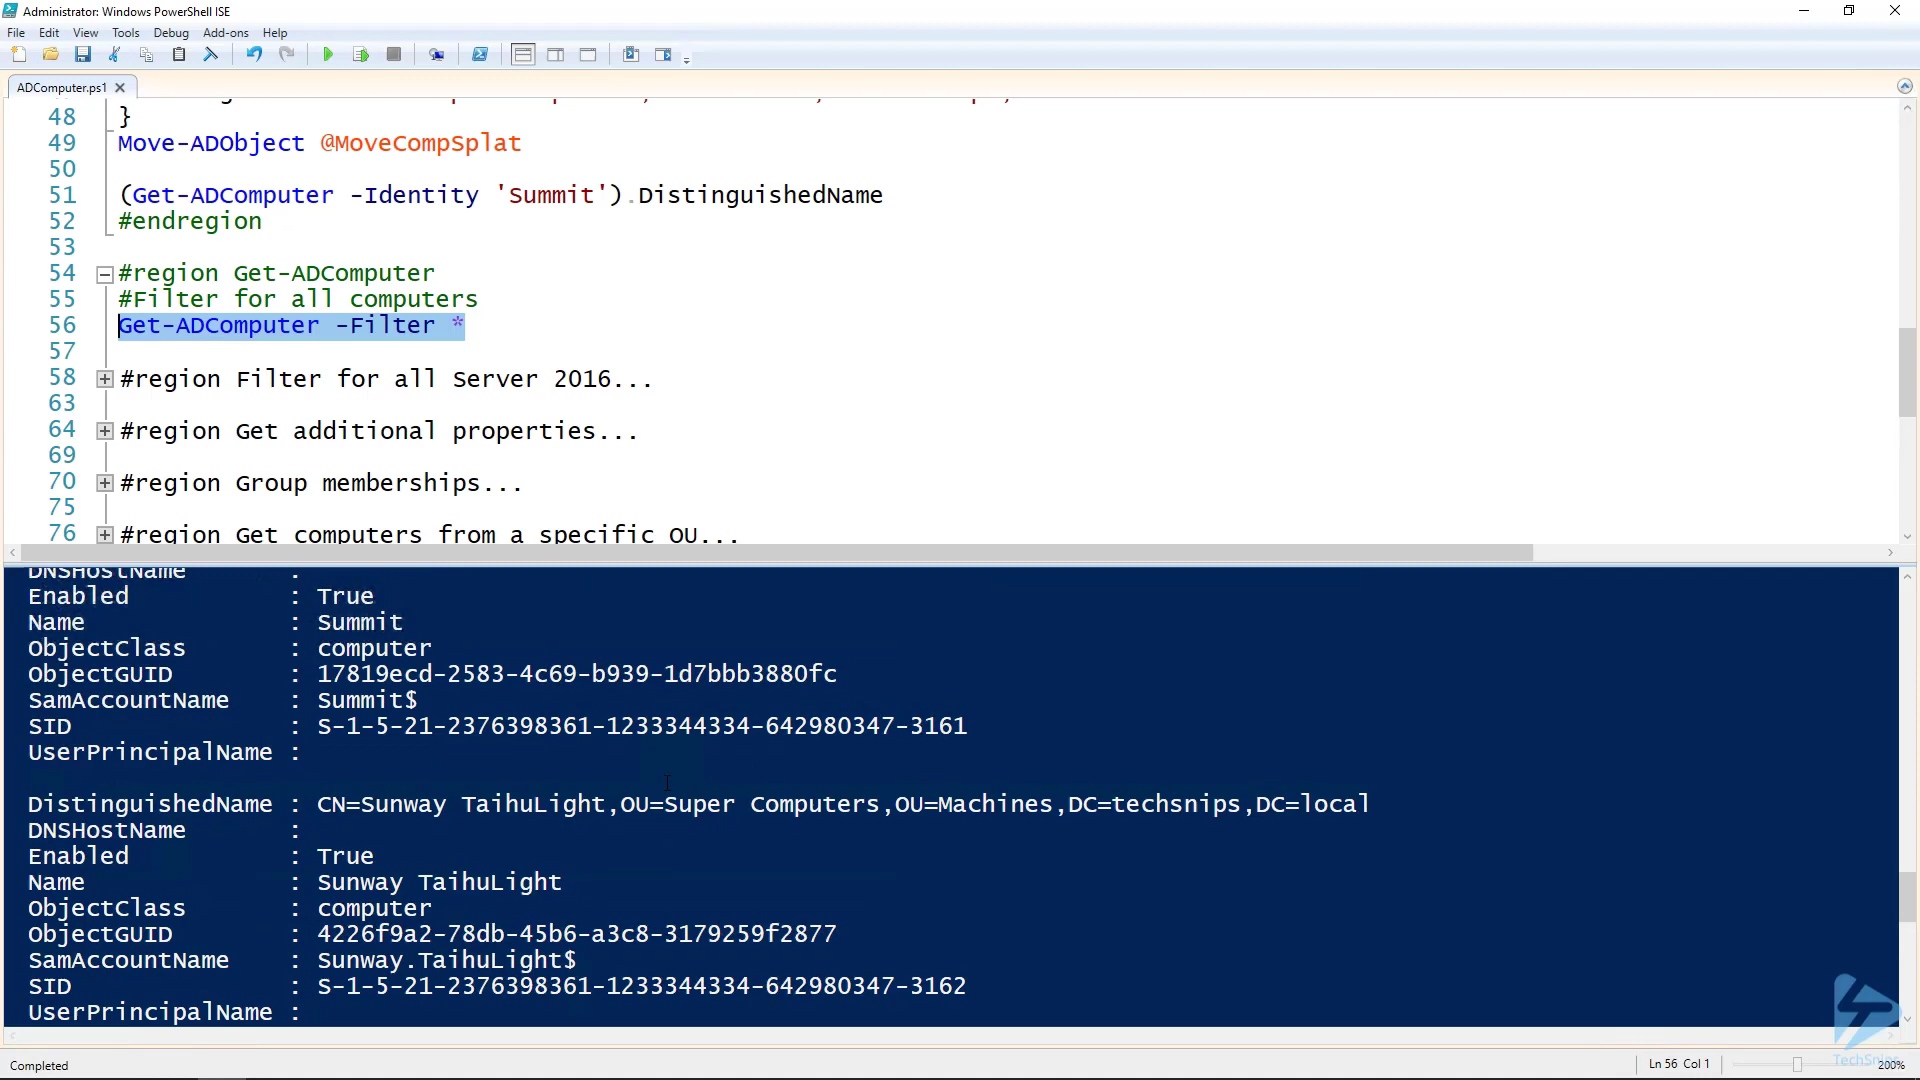 Administrator: Windows PowerShell ISE
File Edit View Tools Debug Add-ons Help
ADComputer.ps1
48 }
49 Move-ADObject @MoveCompSplat
50
51 (Get-ADComputer -Identity 'Summit').DistinguishedName
52 #endregion
53
54 #region Get-ADComputer
55 #Filter for all computers
56 Get-ADComputer -Filter *
57
58 #region Filter for all Server 2016...
63
64 #region Get additional properties...
69
70 #region Group memberships...
75
76 #region Get computers from a specific OU...
DNSHostName :
Enabled : True
Name : Summit
ObjectClass : computer
ObjectGUID : 17819ecd-2583-4c69-b939-1d7bbb3880fc
SamAccountName : Summit$
SID : S-1-5-21-2376398361-1233344334-642980347-3161
UserPrincipalName :
DistinguishedName : CN=Sunway TaihuLight,OU=Super Computers,OU=Machines,DC=techsnips,DC=local
DNSHostName :
Enabled : True
Name : Sunway TaihuLight
ObjectClass : computer
ObjectGUID : 4226f9a2-78db-45b6-a3c8-3179259f2877
SamAccountName : Sunway.TaihuLight$
SID : S-1-5-21-2376398361-1233344334-642980347-3162
UserPrincipalName :
TechSnips
Completed
Ln 56 Col 1
200%